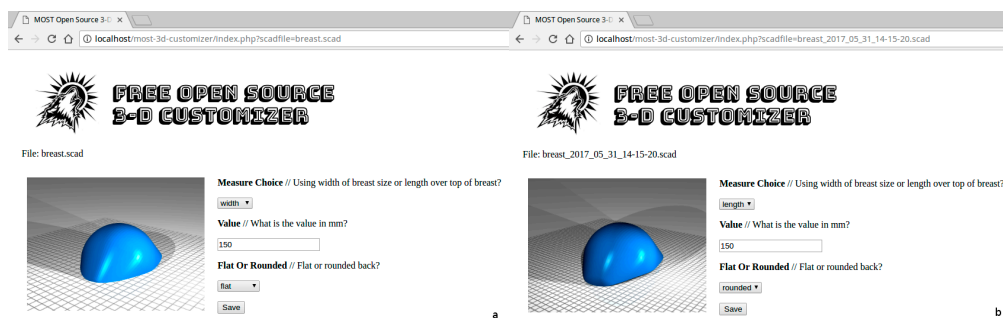 MOST Open Source 3-D
localhost/most-3d-customizer/index.php?scadfile=breast.scad
FREE OPEN SOURCE
3-D CUSTOMIZER
File: breast.scad
Measure Choice // Using width of breast size or length over top of breast?
width
Value // What is the value in mm?
150
Flat Or Rounded // Flat or rounded back?
flat
Save
a
MOST Open Source 3-D
localhost/most-3d-customizer/index.php?scadfile=breast_2017_05_31_14-15-20.scad
FREE OPEN SOURCE
3-D CUSTOMIZER
File: breast_2017_05_31_14-15-20.scad
Measure Choice // Using width of breast size or length over top of breast?
length
Value // What is the value in mm?
150
Flat Or Rounded // Flat or rounded back?
rounded
Save
b